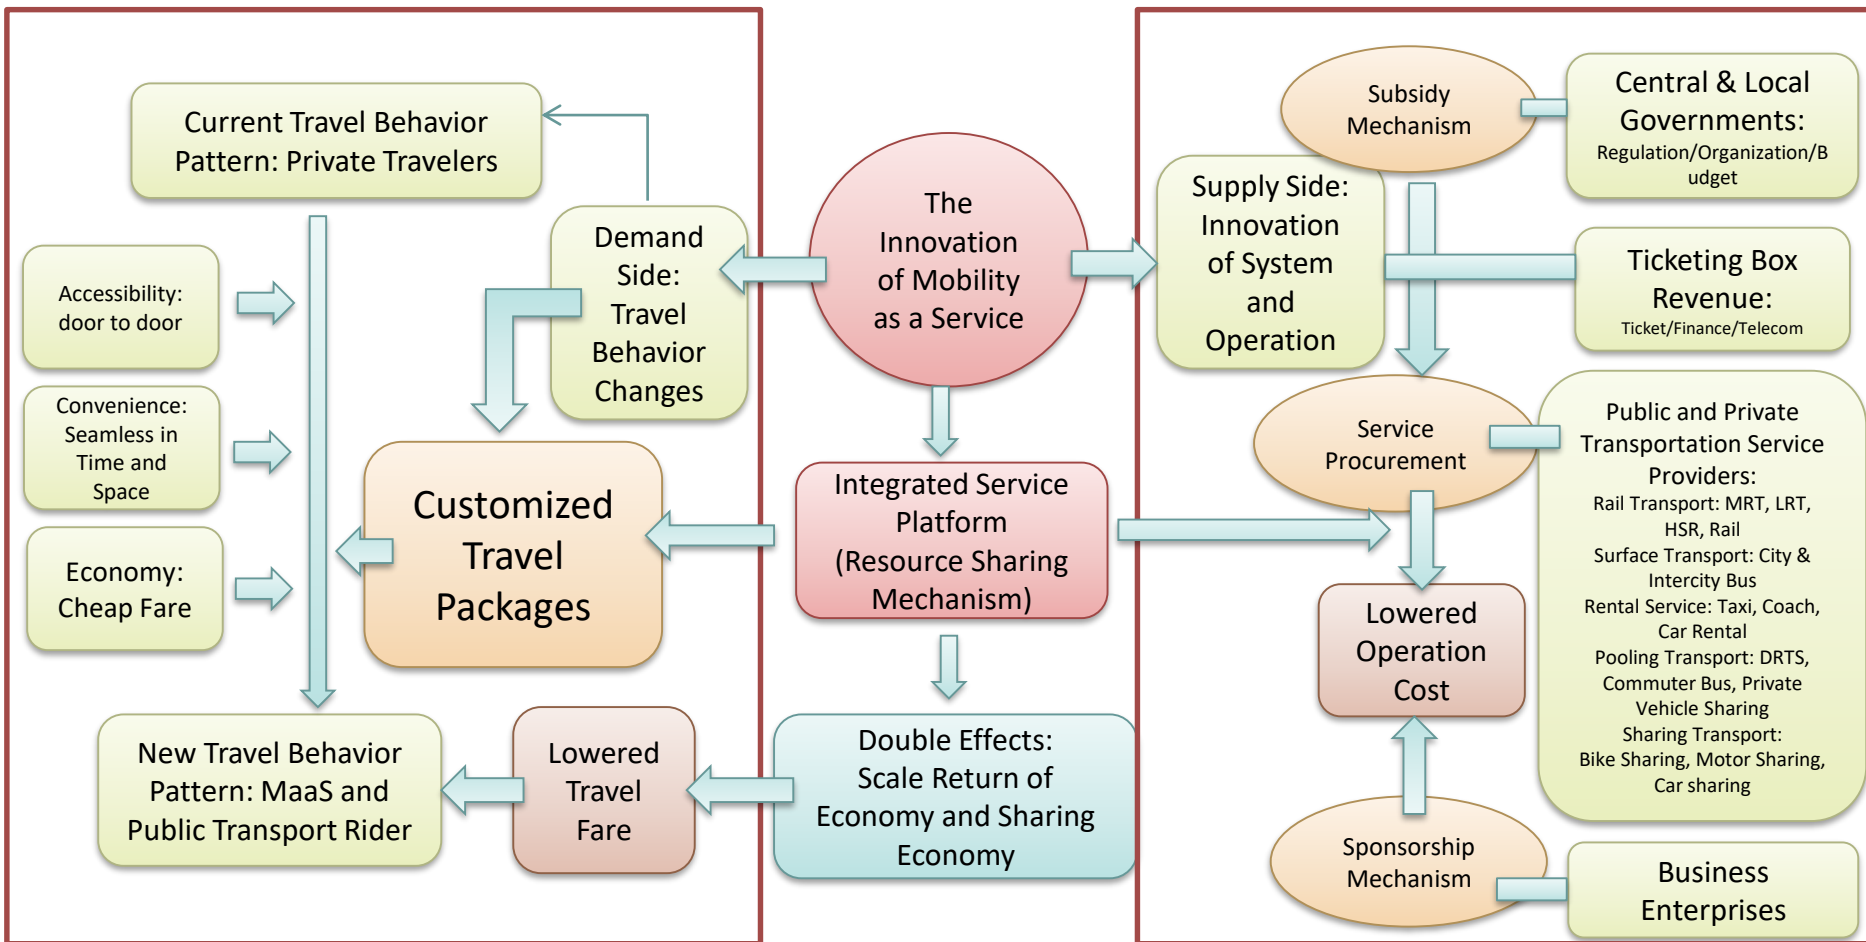 Current Travel Behavior
Pattern: Private Travelers
Accessibility:
door to door
Convenience:
Seamless in
Time and
Space
Economy:
Cheap Fare
Demand
Side:
Travel
Behavior
Changes
Customized
Travel
Packages
New Travel Behavior
Pattern: MaaS and
Public Transport Rider
Lowered
Travel
Fare
The
Innovation
of Mobility
as a Service
Integrated Service
Platform
(Resource Sharing
Mechanism)
Double Effects:
Scale Return of
Economy and Sharing
Economy
Subsidy
Mechanism
Central & Local
Governments:
Regulation/Organization/B
udget
Supply Side:
Innovation
of System
and
Operation
Ticketing Box
Revenue:
Ticket/Finance/Telecom
Service
Procurement
Public and Private
Transportation Service
Providers:
Rail Transport: MRT, LRT,
HSR, Rail
Surface Transport: City &
Intercity Bus
Rental Service: Taxi, Coach,
Car Rental
Pooling Transport: DRTS,
Commuter Bus, Private
Vehicle Sharing
Sharing Transport:
Bike Sharing, Motor Sharing,
Car sharing
Lowered
Operation
Cost
Sponsorship
Mechanism
Business
Enterprises